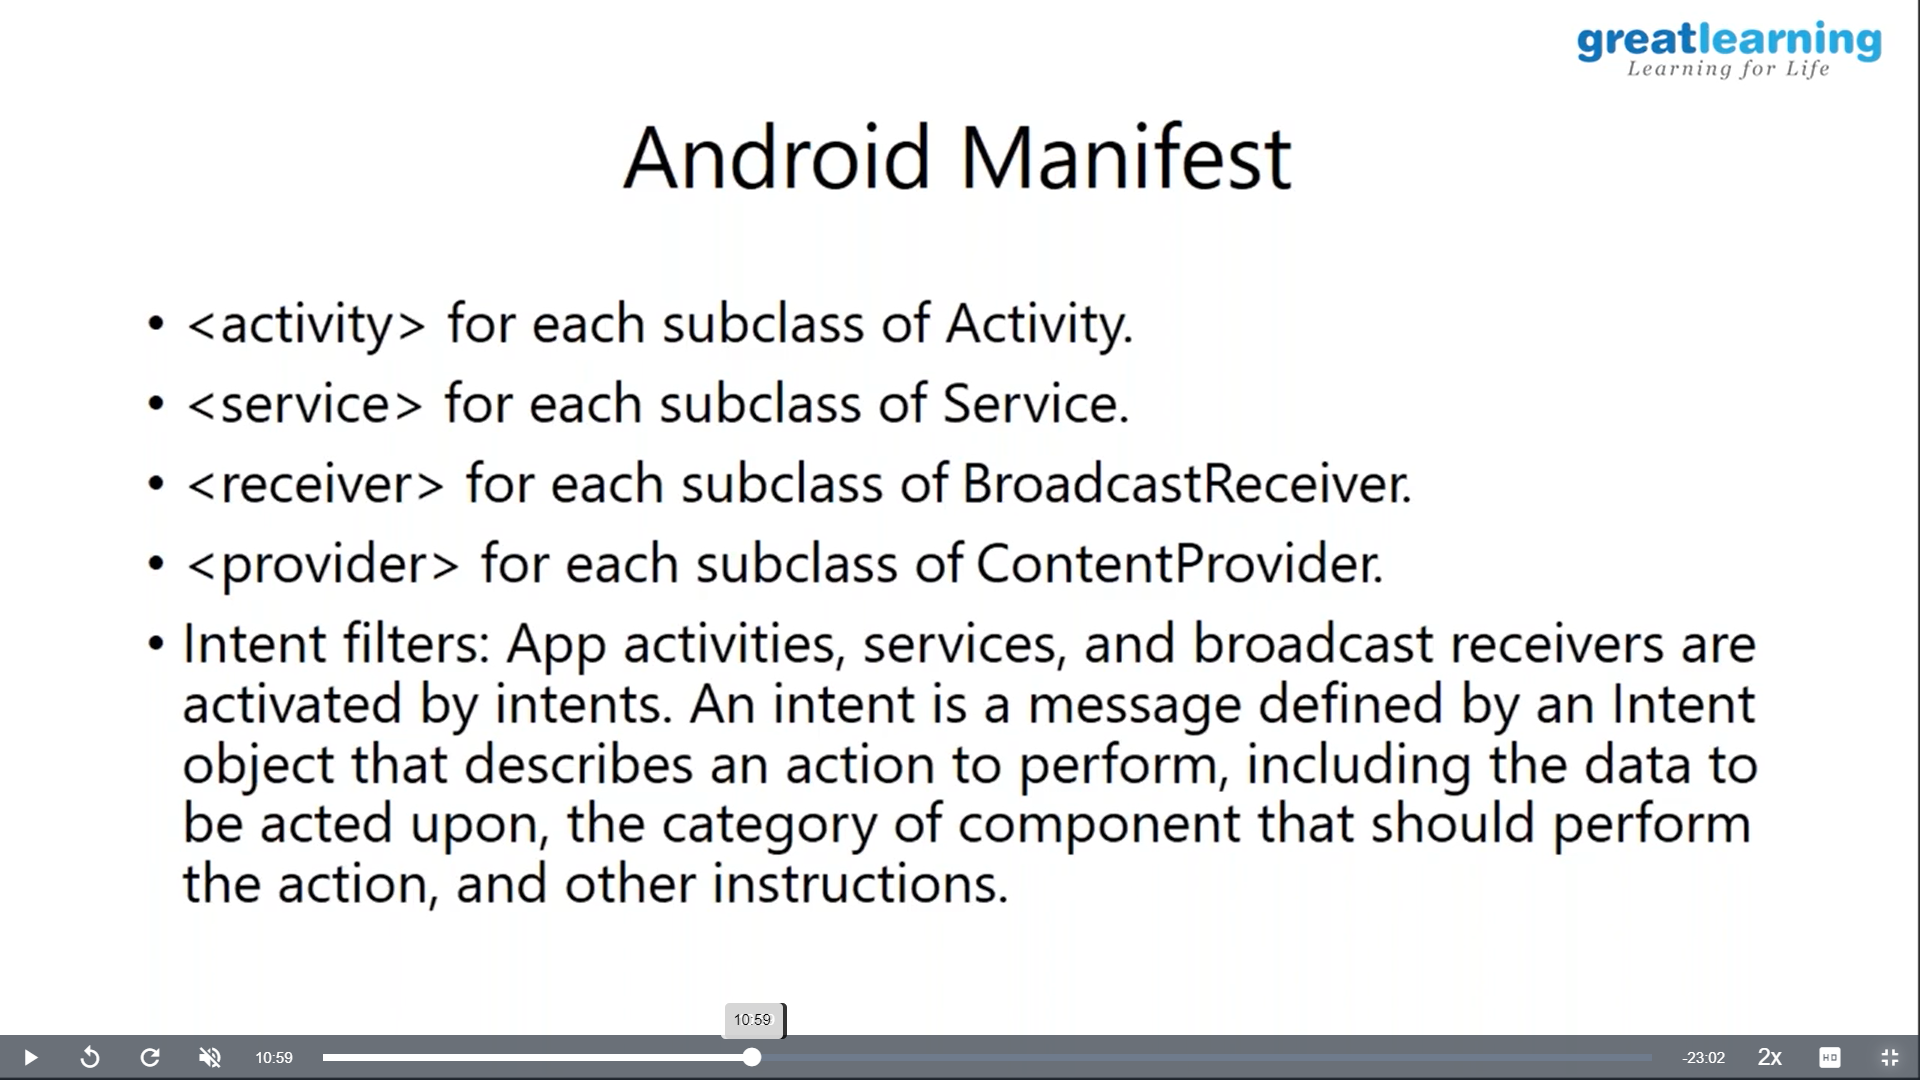 greatlearning
Learning for Life
Android Manifest
• <activity> for each subclass of Activity.
• <service> for each subclass of Service.
• <receiver> for each subclass of BroadcastReceiver.
• <provider> for each subclass of ContentProvider.
• Intent filters: App activities, services, and broadcast receivers are
activated by intents. An intent is a message defined by an Intent
object that describes an action to perform, including the data to
be acted upon, the category of component that should perform
the action, and other instructions.
10:59
10:59
-23:02
2x
HD